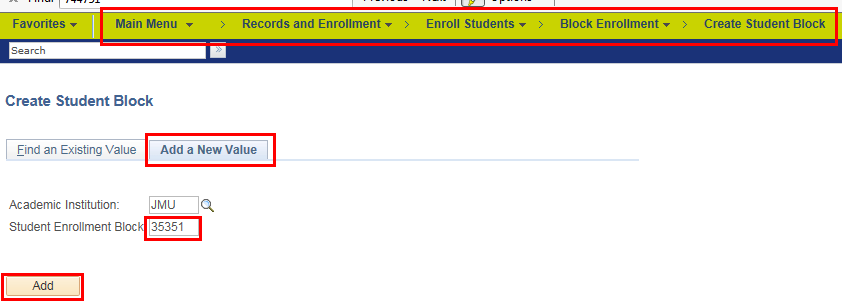 Favorites Main Menu > Records and Enrollment > Enroll Students > Block Enrollment > Create Student Block
Search »
Create Student Block
Find an Existing Value Add a New Value
Academic Institution: JMU
Student Enrollment Block 35351
Add